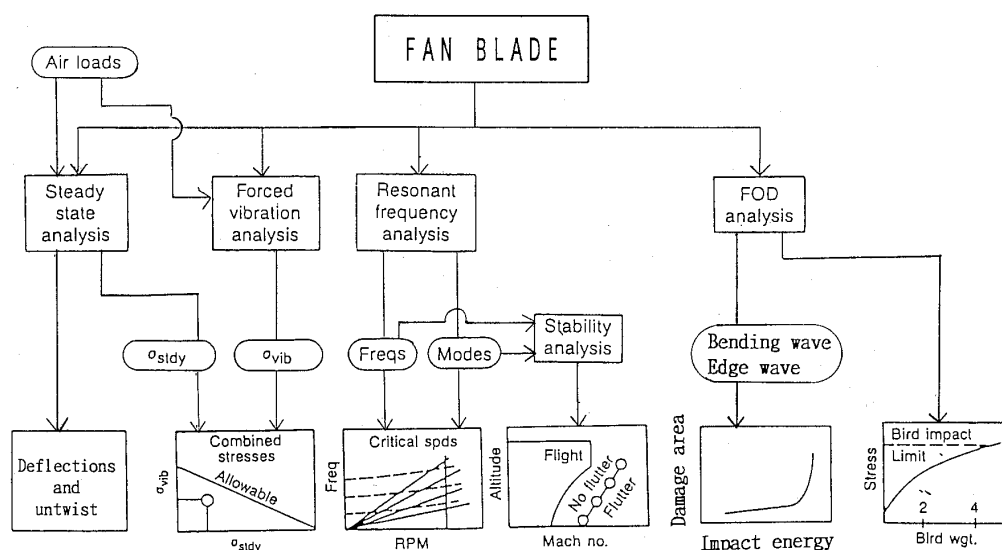 FAN BLADE
Air loads
Steady
state
analysis
Forced
vibration
analysis
Resonant
frequency
analysis
FOD
analysis
Stability
analysis
σstdy
σvib
Freqs
Modes
Bending wave
Edge wave
Deflections
and
untwist
Combined
stresses
Allowable
σvib
σstdy
Critical spds
Freq
RPM
Flight
No flutter
Flutter
Altitude
Mach no.
Damage area
Impact energy
Bird impact
Limit
Stress
2 4
Bird wgt.